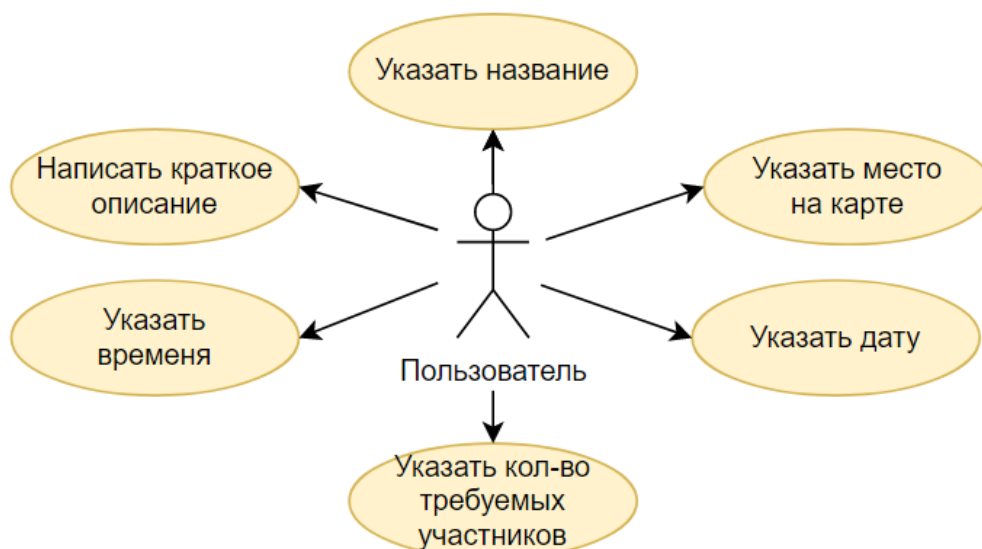 Указать название
Написать краткое
описание
Указать место
на карте
Указать
временя
Указать дату
Пользователь
Указать кол-во
требуемых
участников